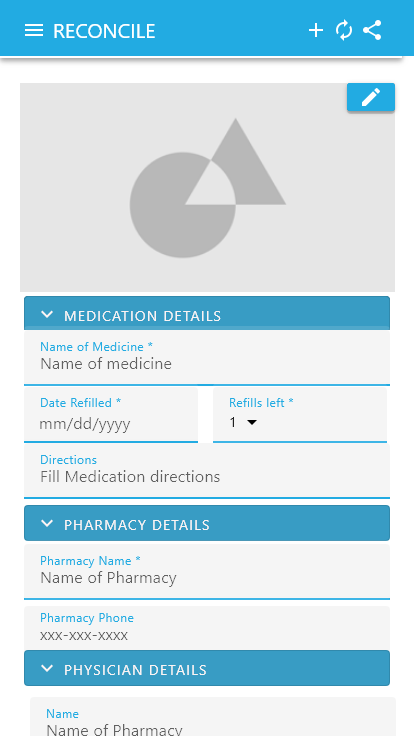 RECONCILE
MEDICATION DETAILS
Name of Medicine *
Name of medicine
Date Refilled *
Refills left *
mm/dd/yyyy
1
Directions
Fill Medication directions
PHARMACY DETAILS
Pharmacy Name *
Name of Pharmacy
Pharmacy Phone
xxx-xxx-xxxx
PHYSICIAN DETAILS
Name
Name of Pharmacy